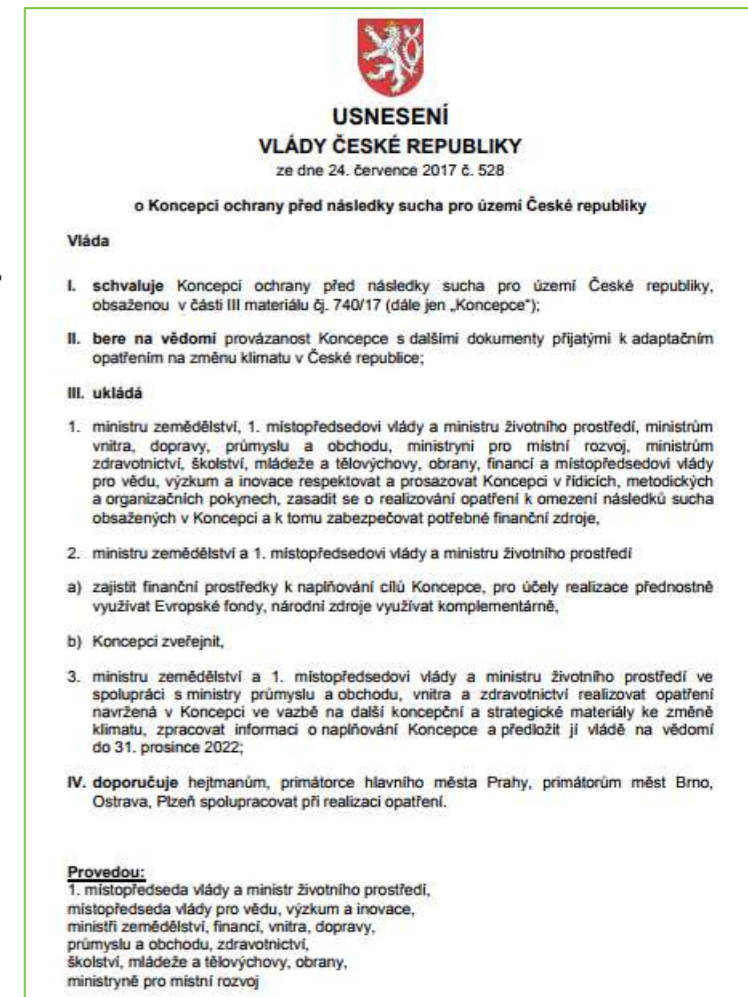 USNESENÍ
VLÁDY ČESKÉ REPUBLIKY
ze dne 24. července 2017 č. 528
o Koncepci ochrany před následky sucha pro území České republiky
Vláda
I. schvaluje Koncepci ochrany před následky sucha pro území České republiky,
obsaženou v části III materiálu čj. 740/17 (dále jen „Koncepce“);
II. bere na vědomí provázanost Koncepce s dalšími dokumenty přijatými k adaptačním
opatřením na změnu klimatu v České republice;
III. ukládá
1. ministru zemědělství, 1. místopředsedovi vlády a ministru životního prostředí, ministrům
vnitra, dopravy, průmyslu a obchodu, ministryni pro místní rozvoj, ministrům
zdravotnictví, školství, mládeže a tělovýchovy, obrany, financí a místopředsedovi vlády
pro vědu, výzkum a inovace respektovat a prosazovat Koncepci v řídicích, metodických
a organizačních pokynech, zasadit se o realizování opatření k omezení následků sucha
obsažených v Koncepci a k tomu zabezpečovat potřebné finanční zdroje,
2. ministru zemědělství a 1. místopředsedovi vlády a ministru životního prostředí
a) zajistit finanční prostředky k naplňování cílů Koncepce, pro účely realizace přednostně
využívat Evropské fondy, národní zdroje využívat komplementárně,
b) Koncepci zveřejnit,
3. ministru zemědělství a 1. místopředsedovi vlády a ministru životního prostředí ve
spolupráci s ministry průmyslu a obchodu, vnitra a zdravotnictví realizovat opatření
navržená v Koncepci ve vazbě na další koncepční a strategické materiály ke změně
klimatu, zpracovat informaci o naplňování Koncepce a předložit jí vládě na vědomí
do 31. prosince 2022;
IV. doporučuje hejtmanům, primátorce hlavního města Prahy, primátorům měst Brno,
Ostrava, Plzeň spolupracovat při realizaci opatření.
Provedou:
1. místopředseda vlády a ministr životního prostředí,
místopředseda vlády pro vědu, výzkum a inovace,
ministři zemědělství, financí, vnitra, dopravy,
průmyslu a obchodu, zdravotnictví,
školství, mládeže a tělovýchovy, obrany,
ministryně pro místní rozvoj